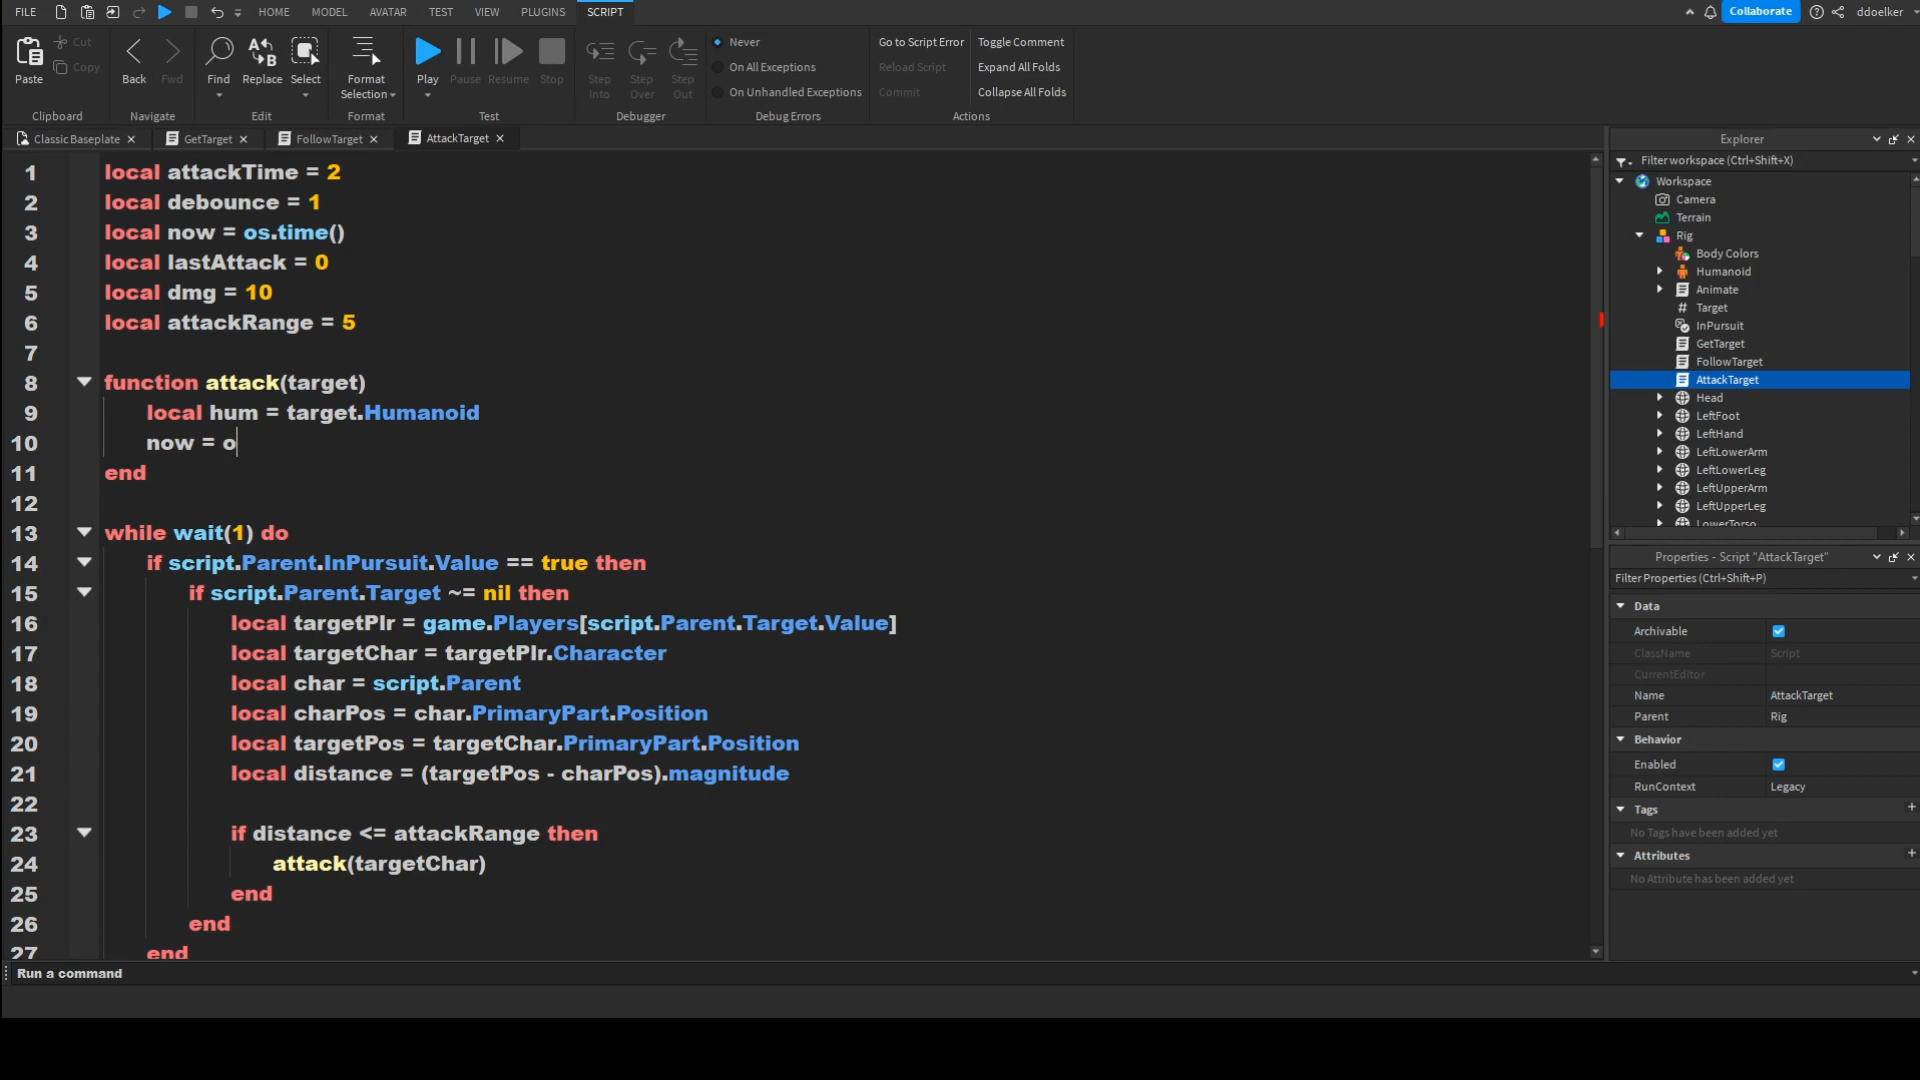 FILE HOME MODEL AVATAR TEST VIEW PLUGINS SCRIPT Collaborate ddoelker
Paste Cut Copy Back Fwd Find Replace Select Format Selection Play Pause Resume Stop Step Into Step Over Step Out
Never Go to Script Error Toggle Comment
On All Exceptions Reload Script Expand All Folds
On Unhandled Exceptions Commit Collapse All Folds
Clipboard Navigate Edit Format Test Debugger Debug Errors Actions
Classic Baseplate GetTarget FollowTarget AttackTarget
1 local attackTime = 2
2 local debounce = 1
3 local now = os.time()
4 local lastAttack = 0
5 local dmg = 10
6 local attackRange = 5
7
8 function attack(target)
9 local hum = target.Humanoid
10 now = o
11 end
12
13 while wait(1) do
14 if script.Parent.InPursuit.Value == true then
15 if script.Parent.Target ~= nil then
16 local targetPlr = game.Players[script.Parent.Target.Value]
17 local targetChar = targetPlr.Character
18 local char = script.Parent
19 local charPos = char.PrimaryPart.Position
20 local targetPos = targetChar.PrimaryPart.Position
21 local distance = (targetPos - charPos).magnitude
22
23 if distance <= attackRange then
24 attack(targetChar)
25 end
26 end
27 end
Run a command
Explorer
Filter workspace (Ctrl+Shift+X)
Workspace
Camera
Terrain
Rig
Body Colors
Humanoid
Animate
# Target
InPursuit
GetTarget
FollowTarget
AttackTarget
Head
LeftFoot
LeftHand
LeftLowerArm
LeftLowerLeg
LeftUpperArm
LeftUpperLeg
LowerTorso
Properties - Script "AttackTarget"
Filter Properties (Ctrl+Shift+P)
Data
Archivable
ClassName Script
CurrentEditor
Name AttackTarget
Parent Rig
Behavior
Enabled
RunContext Legacy
Tags +
No Tags have been added yet
Attributes +
No Attribute has been added yet